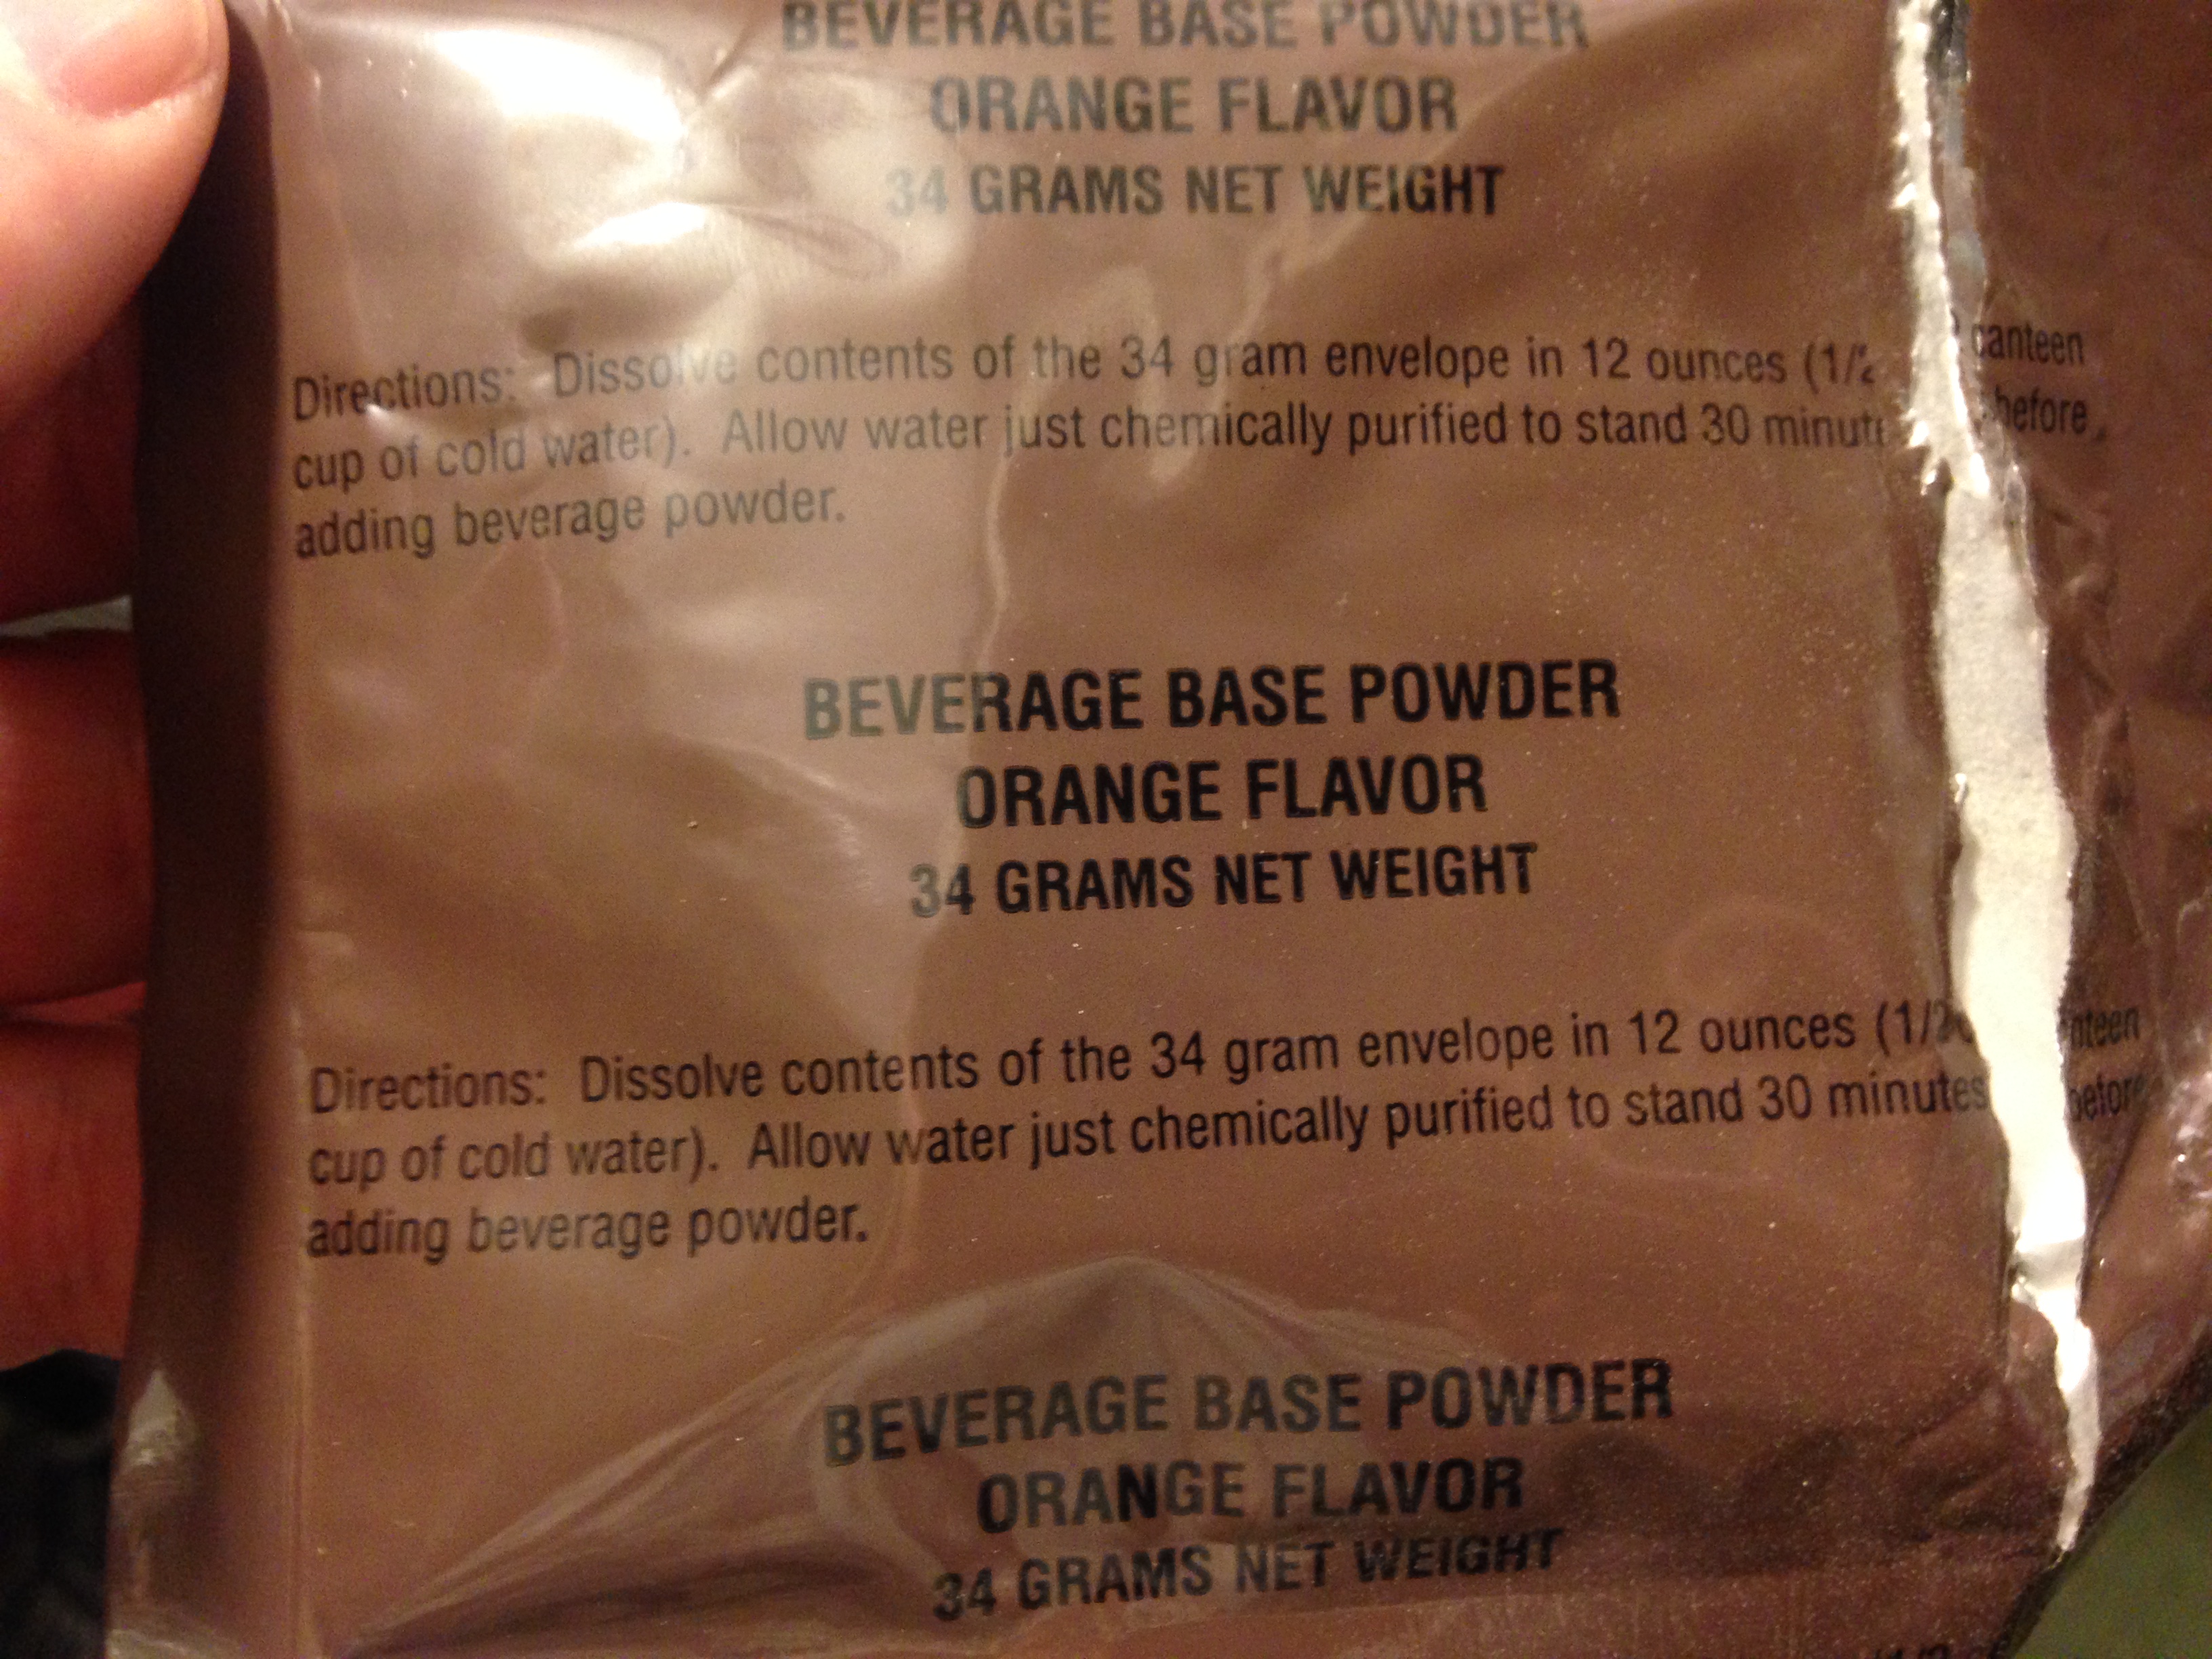 BEVERAGE BASE POWDER
ORANGE FLAVOR
34 GRAMS NET WEIGHT
Directions: Dissolve contents of the 34 gram envelope in 12 ounces (1/2 canteen
cup of cold water). Allow water just chemically purified to stand 30 minut before
adding beverage powder.
BEVERAGE BASE POWDER
ORANGE FLAVOR
34 GRAMS NET WEIGHT
Directions: Dissolve contents of the 34 gram envelope in 12 ounces (1/2 nteen
cup of cold water). Allow water just chemically purified to stand 30 minutes before
adding beverage powder.
BEVERAGE BASE POWDER
ORANGE FLAVOR
34 GRAMS NET WEIGHT